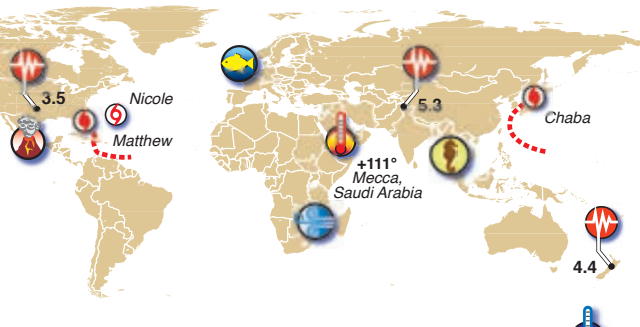 3.5
Nicole
Matthew
5.3
Chaba
+111°
Mecca,
Saudi Arabia
4.4